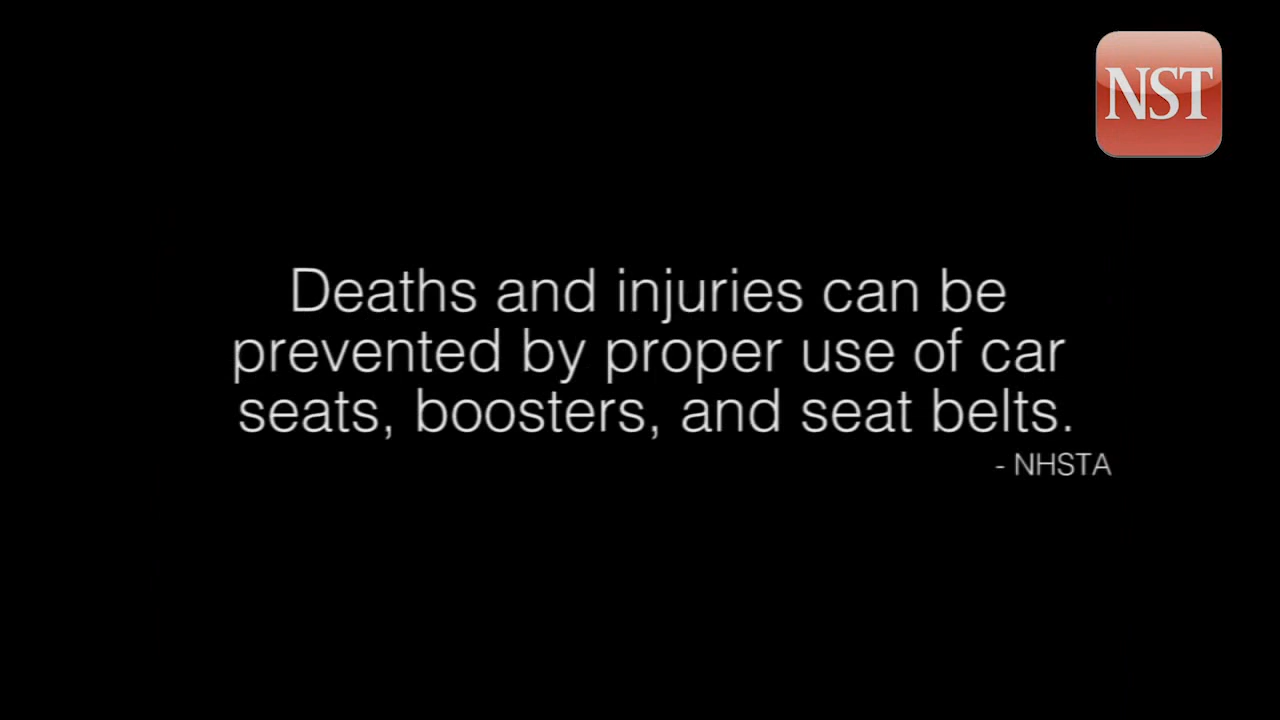 NST
Deaths and injuries can be
prevented by proper use of car
seats, boosters, and seat belts.
- NHSTA